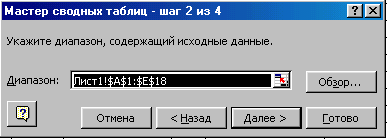 Мастер сводных таблиц - шаг 2 из 4
Укажите диапазон, содержащий исходные данные.
Диапазон: Лист1!$A$1:$E$18 Обзор...
? Отмена < Назад Далее > Готово